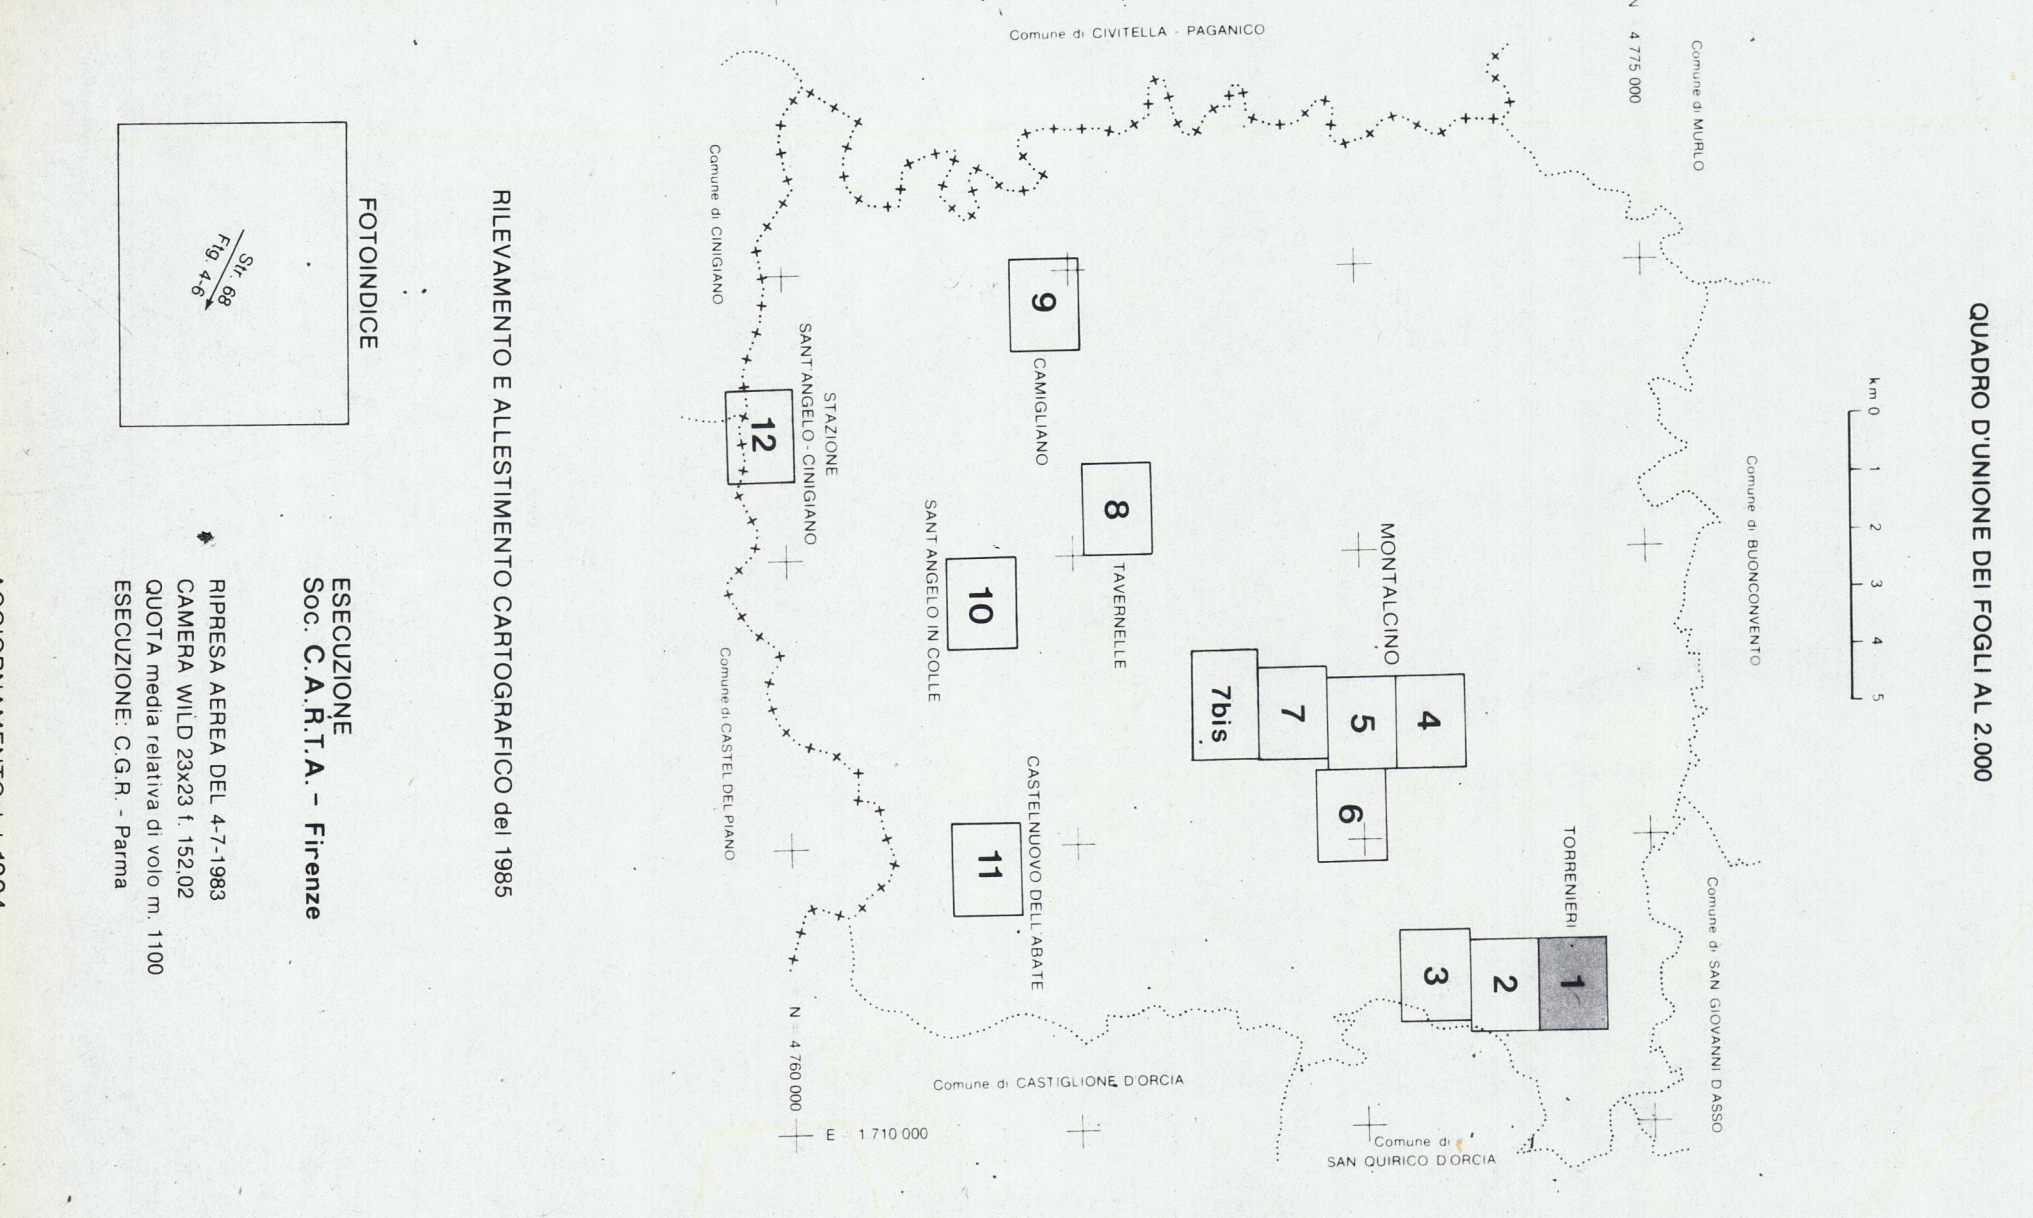 QUADRO D'UNIONE DEI FOGLI AL 2.000
km 0 1 2 3 4 5
Comune di MURLO
Comune di BUONCONVENTO
Comune di SAN GIOVANNI D'ASSO
N 4 775 000
Comune di CIVITELLA - PAGANICO
TORRENIERI
1
2
3
MONTALCINO
4
5
6
7
7bis
TAVERNELLE
8
CAMIGLIANO
9
SANT'ANGELO IN COLLE
10
CASTELNUOVO DELL'ABATE
11
STAZIONE
SANT'ANGELO - CINIGIANO
12
Comune di CINIGIANO
Comune di CASTEL DEL PIANO
N 4 760 000
E 1 710 000
Comune di CASTIGLIONE D'ORCIA
Comune di
SAN QUIRICO D'ORCIA
RILEVAMENTO E ALLESTIMENTO CARTOGRAFICO del 1985
FOTOINDICE
Str. 68
Ftg. 4-6
ESECUZIONE
Soc. C.A.R.T.A. - Firenze
RIPRESA AEREA DEL 4-7-1983
CAMERA WILD 23x23 f. 152,02
QUOTA media relativa di volo m. 1100
ESECUZIONE: C.G.R. - Parma